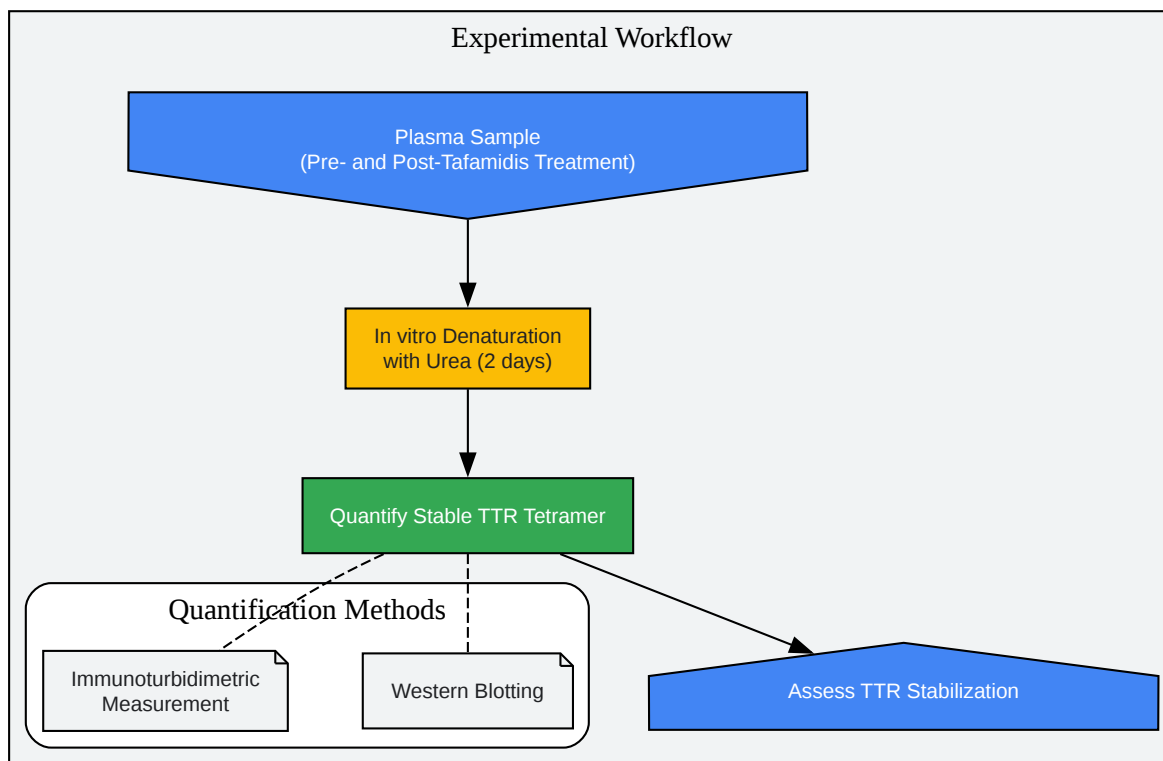 Experimental Workflow
Plasma Sample
(Pre- and Post-Tafamidis Treatment)
In vitro Denaturation
with Urea (2 days)
Quantify Stable TTR Tetramer
Quantification Methods
Immunoturbidimetric
Measurement
Western Blotting
Assess TTR Stabilization